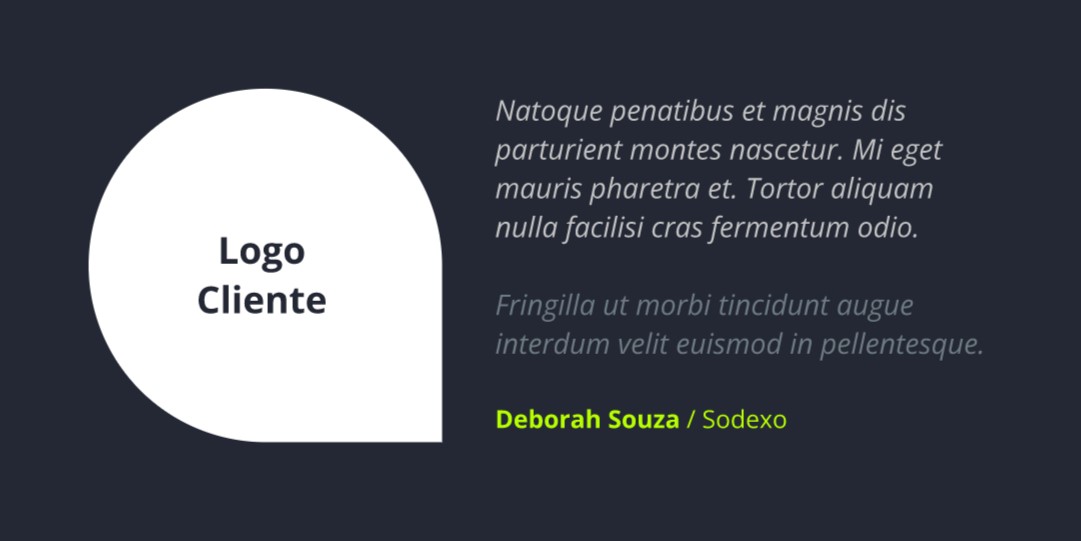 Logo
Cliente
Natoque penatibus et magnis dis
parturient montes nascetur. Mi eget
mauris pharetra et. Tortor aliquam
nulla facilisi cras fermentum odio.
Fringilla ut morbi tincidunt augue
interdum velit euismod in pellentesque.
Deborah Souza / Sodexo